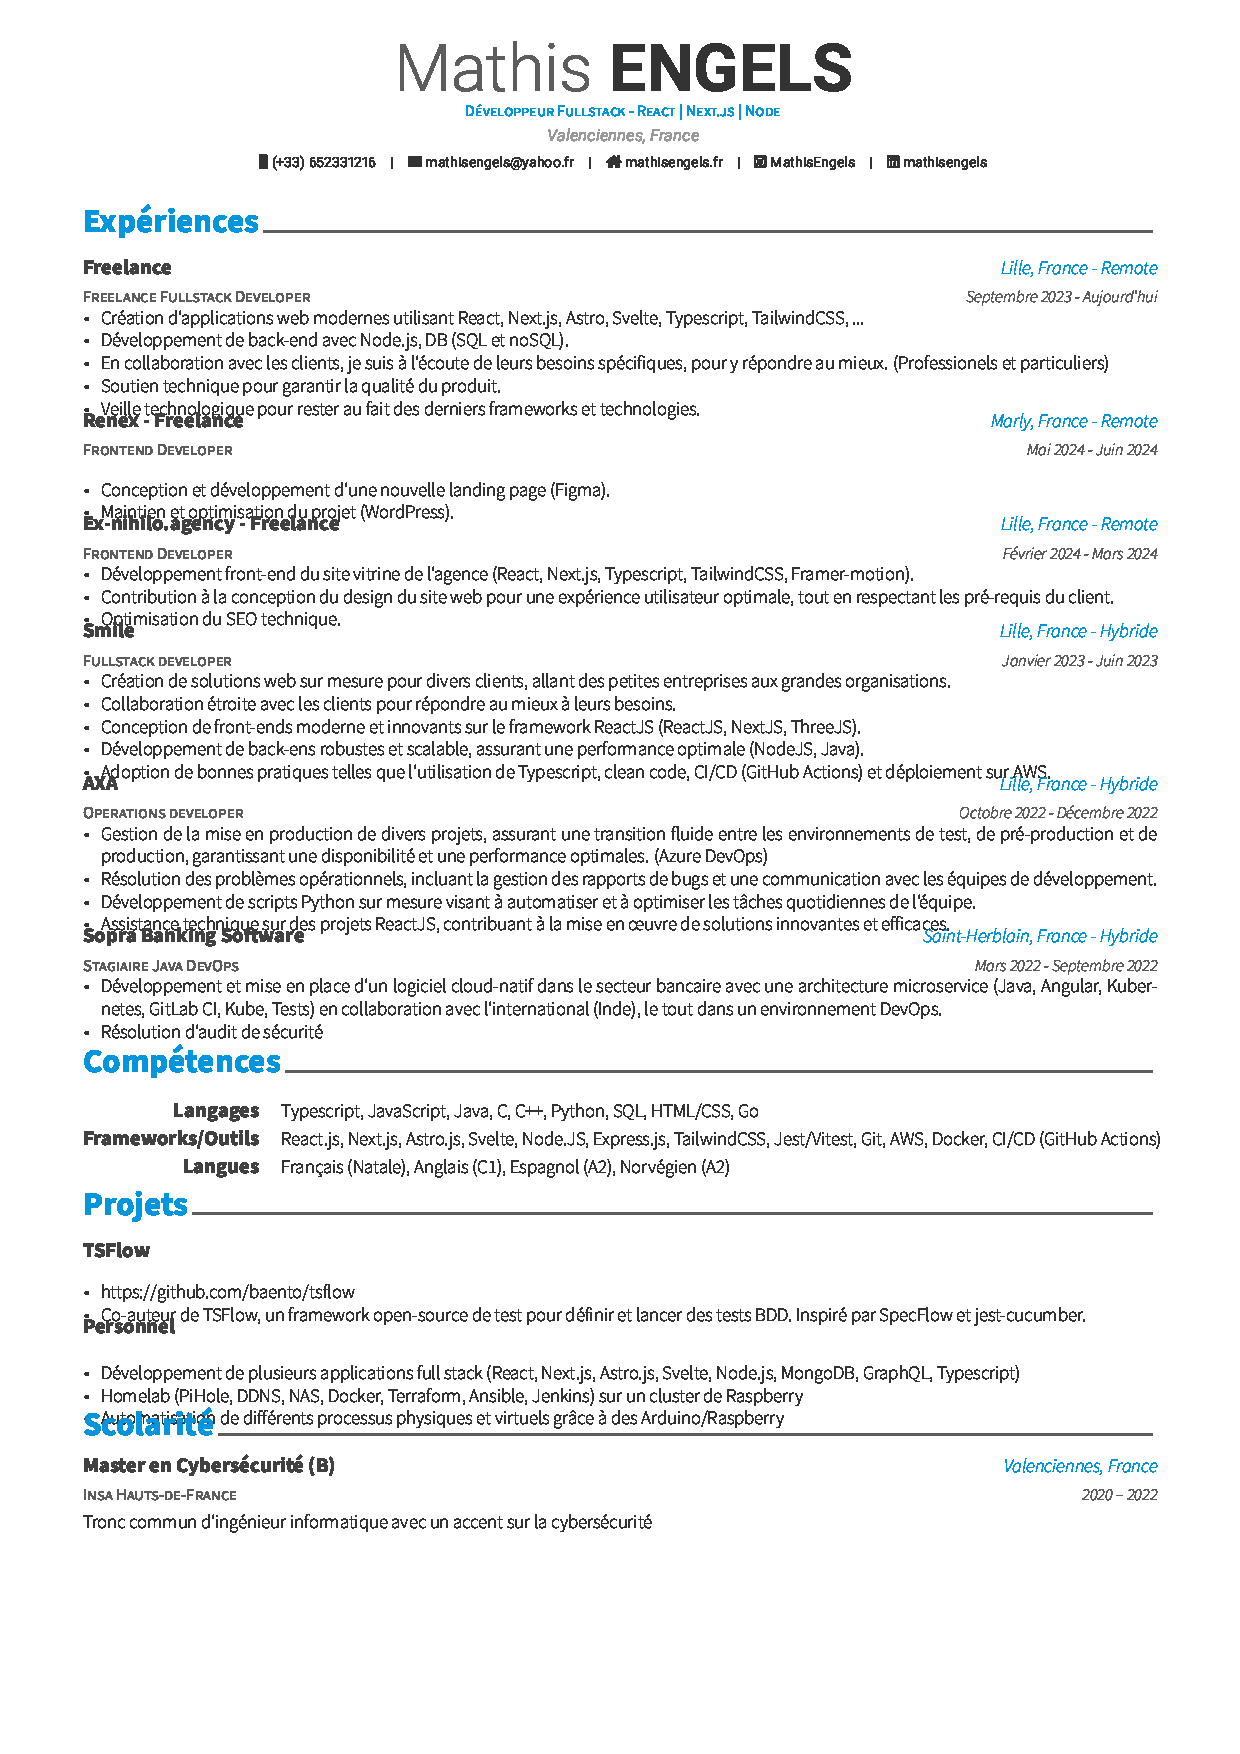 Mathis ENGELS
Développeur Fullstack - React | Next.js | Node
Valenciennes, France
(+33) 652331216 | mathisengels@yahoo.fr | mathisengels.fr | MathisEngels | mathisengels
Expériences
Freelance Lille, France - Remote
Freelance Fullstack Developer Septembre 2023 - Aujourd'hui
• Création d'applications web modernes utilisant React, Next.js, Astro, Svelte, Typescript, TailwindCSS, ...
• Développement de back-end avec Node.js, DB (SQL et noSQL).
• En collaboration avec les clients, je suis à l'écoute de leurs besoins spécifiques, pour y répondre au mieux. (Professionels et particuliers)
• Soutien technique pour garantir la qualité du produit.
• Veille technologique pour rester au fait des derniers frameworks et technologies.
Renex - Freelance Marly, France - Remote
Frontend Developer Mai 2024 - Juin 2024
• Conception et développement d'une nouvelle landing page (Figma).
• Maintien et optimisation du projet (WordPress).
Ex-nihilo.agency - Freelance Lille, France - Remote
Frontend Developer Février 2024 - Mars 2024
• Développement front-end du site vitrine de l'agence (React, Next.js, Typescript, TailwindCSS, Framer-motion).
• Contribution à la conception du design du site web pour une expérience utilisateur optimale, tout en respectant les pré-requis du client.
• Optimisation du SEO technique.
Smile Lille, France - Hybride
Fullstack developer Janvier 2023 - Juin 2023
• Création de solutions web sur mesure pour divers clients, allant des petites entreprises aux grandes organisations.
• Collaboration étroite avec les clients pour répondre au mieux à leurs besoins.
• Conception de front-ends moderne et innovants sur le framework ReactJS (ReactJS, NextJS, ThreeJS).
• Développement de back-ens robustes et scalable, assurant une performance optimale (NodeJS, Java).
• Adoption de bonnes pratiques telles que l'utilisation de Typescript, clean code, CI/CD (GitHub Actions) et déploiement sur AWS.
AXA Lille, France - Hybride
Operations developer Octobre 2022 - Décembre 2022
• Gestion de la mise en production de divers projets, assurant une transition fluide entre les environnements de test, de pré-production et de
production, garantissant une disponibilité et une performance optimales. (Azure DevOps)
• Résolution des problèmes opérationnels, incluant la gestion des rapports de bugs et une communication avec les équipes de développement.
• Développement de scripts Python sur mesure visant à automatiser et à optimiser les tâches quotidiennes de l'équipe.
• Assistance technique sur des projets ReactJS, contribuant à la mise en œuvre de solutions innovantes et efficaces.
Sopra Banking Software Saint-Herblain, France - Hybride
Stagiaire Java DevOps Mars 2022 - Septembre 2022
• Développement et mise en place d'un logiciel cloud-natif dans le secteur bancaire avec une architecture microservice (Java, Angular, Kuber-
netes, GitLab CI, Kube, Tests) en collaboration avec l'international (Inde), le tout dans un environnement DevOps.
• Résolution d'audit de sécurité
Compétences
Langages Typescript, JavaScript, Java, C, C++, Python, SQL, HTML/CSS, Go
Frameworks/Outils React.js, Next.js, Astro.js, Svelte, Node.JS, Express.js, TailwindCSS, Jest/Vitest, Git, AWS, Docker, CI/CD (GitHub Actions)
Langues Français (Natale), Anglais (C1), Espagnol (A2), Norvégien (A2)
Projets
TSFlow
• https://github.com/baento/tsflow
• Co-auteur de TSFlow, un framework open-source de test pour définir et lancer des tests BDD. Inspiré par SpecFlow et jest-cucumber.
Personnel
• Développement de plusieurs applications full stack (React, Next.js, Astro.js, Svelte, Node.js, MongoDB, GraphQL, Typescript)
• Homelab (PiHole, DDNS, NAS, Docker, Terraform, Ansible, Jenkins) sur un cluster de Raspberry
• Automatisation de différents processus physiques et virtuels grâce à des Arduino/Raspberry
Scolarité
Master en Cybersécurité (B) Valenciennes, France
Insa Hauts-de-France 2020 – 2022
Tronc commun d'ingénieur informatique avec un accent sur la cybersécurité